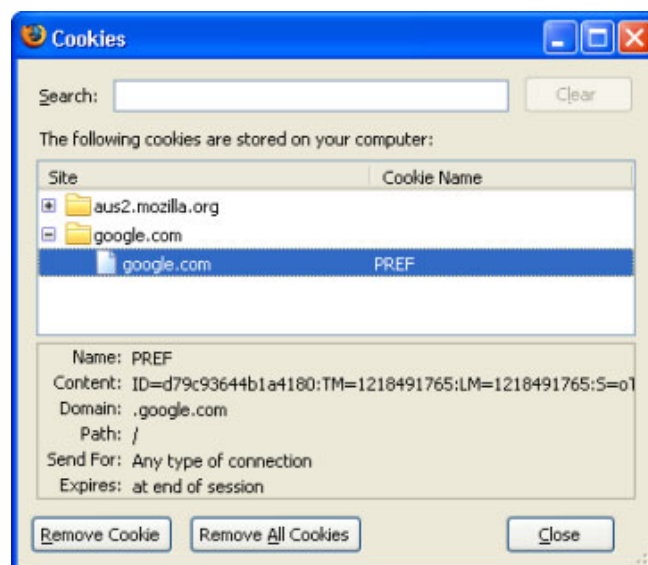 Cookies
Search: Clear
The following cookies are stored on your computer:
Site Cookie Name
aus2.mozilla.org
google.com
google.com PREF
Name: PREF
Content: ID=d79c93644b1a4180:TM=1218491765:LM=1218491765:S=oT
Domain: .google.com
Path: /
Send For: Any type of connection
Expires: at end of session
Remove Cookie Remove All Cookies Close